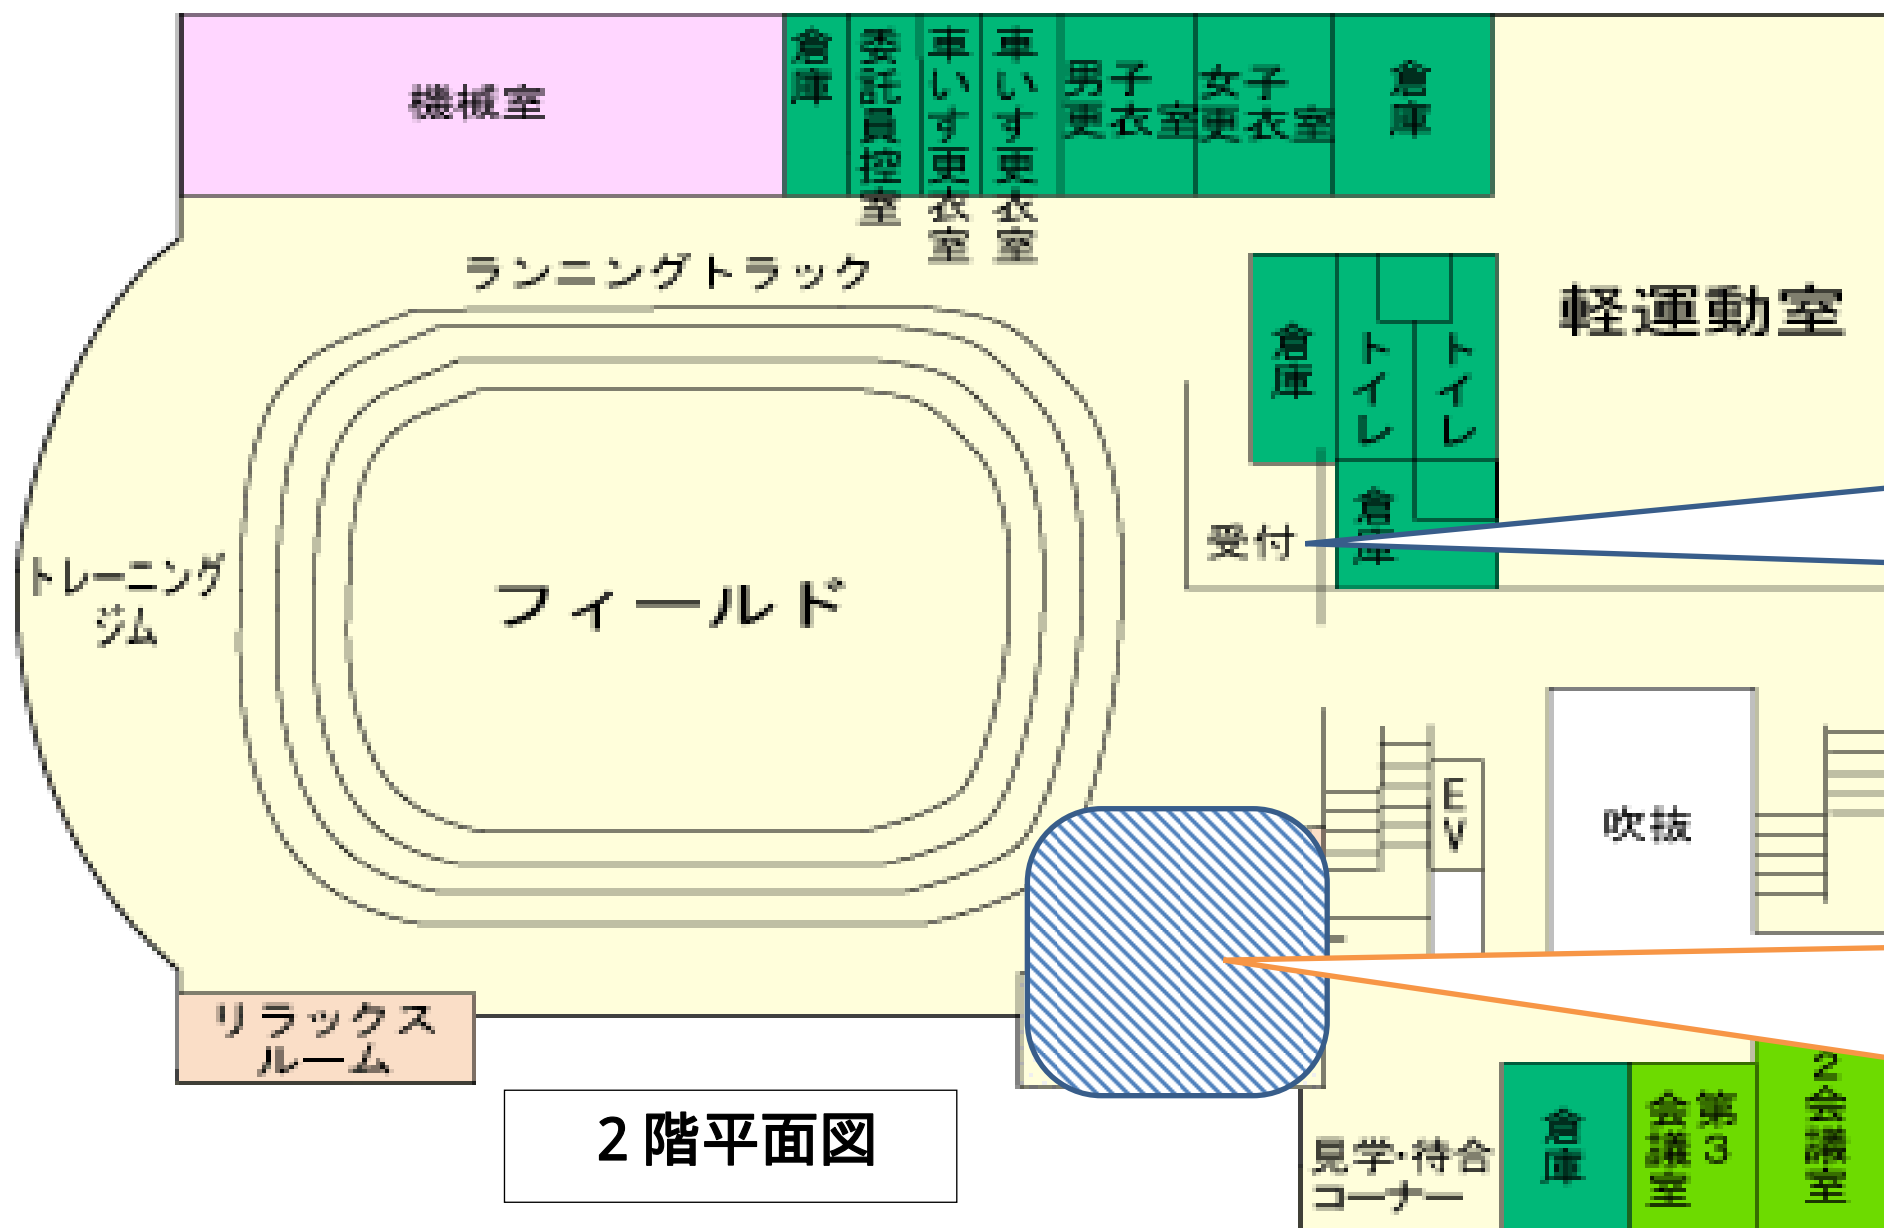 機械室
倉庫
委託員控室
車いす更衣室
車いす更衣室
男子
更衣室
女子
更衣室
倉庫
ランニングトラック
軽運動室
倉庫
トイレ
トイレ
倉庫
受付
トレーニング
ジム
フィールド
EV
吹抜
リラックス
ルーム
2階平面図
見学・待合
コーナー
倉庫
第3
会議室
2会議室